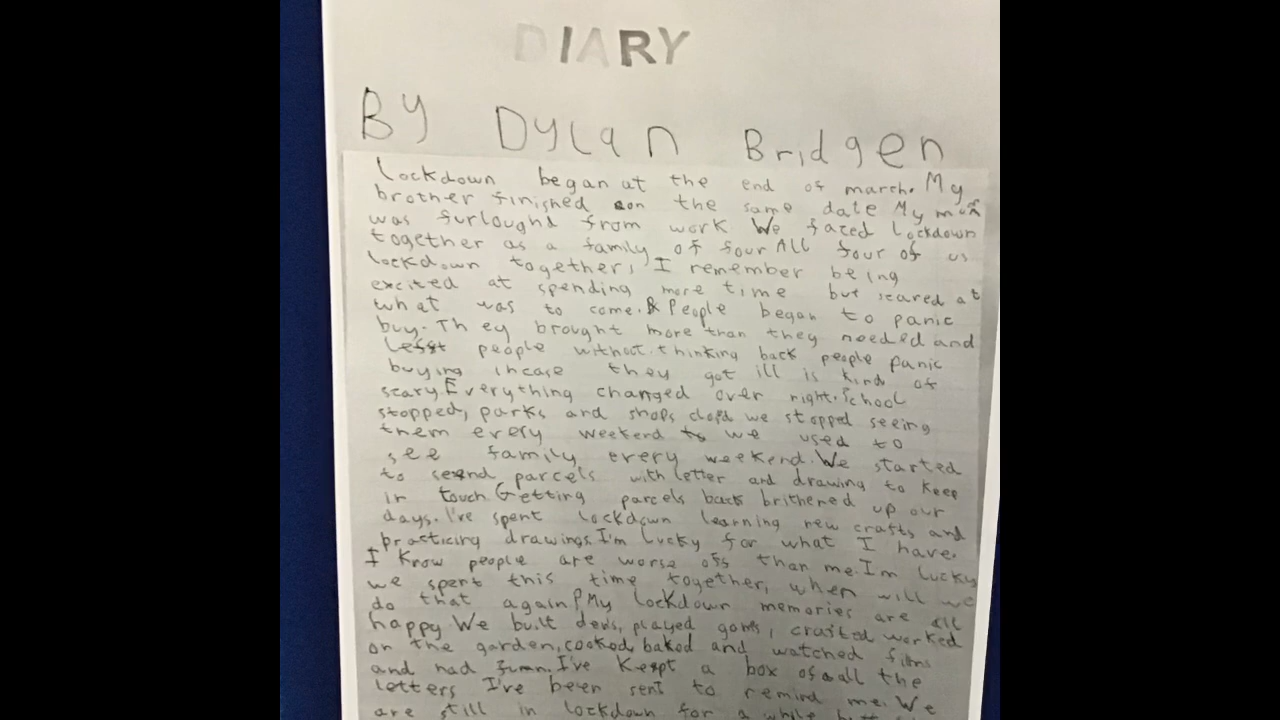 DIARY
BY Dylan Bridgen
Lockdown began at the end of march. My
brother finished on the same date My mum
was furloughd from work We faced lockdown
together as a family of four All four of us
lockdown together, I remember being
excited at spending more time but scared at
what was to come. People began to panic
buy. They brought more than they needed and
left people without. thinking back people panic
buying incase they got ill is kind of
scary. Everything changed over night. School
stopped, parks and shops closed we stopped seeing
them every weekend to we used to
see family every weekend. We started
to send parcels with letter and drawing to keep
in touch Getting parcels back brithered up our
days. I've spent lockdown learning new crafts and
practicing drawings. I'm lucky for what I have.
I know people are worse off than me. Im lucky
we spent this time together, when will we
do that again? My lockdown memories are all
happy We built dens, played games, crafted worked
on the garden, cooked, baked and watched films
and had fun. I've kept a box of all the
letters I've been sent to remind me. We
are still in lockdown for a while